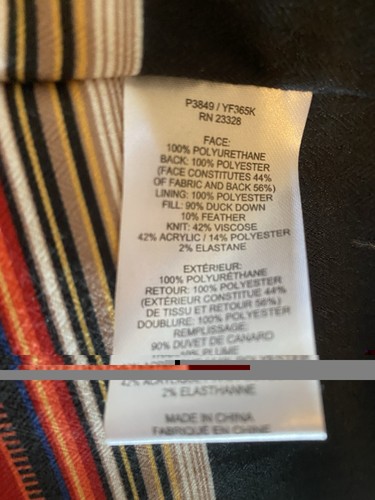 P3849 / YF365K
RN 23328
FACE:
100% POLYURETHANE
BACK: 100% POLYESTER
(FACE CONSTITUTES 44%
OF FABRIC AND BACK 56%)
LINING: 100% POLYESTER
FILL: 90% DUCK DOWN
10% FEATHER
KNIT: 42% VISCOSE
42% ACRYLIC / 14% POLYESTER
2% ELASTANE
EXTÉRIEUR:
100% POLYURÉTHANE
RETOUR: 100% POLYESTER
(EXTÉRIEUR CONSTITUE 44%
DE TISSU ET RETOUR 56%)
DOUBLURE: 100% POLYESTER
REMPLISSAGE:
90% DUVET DE CANARD
10% PLUME
2% ELASTHANNE
MADE IN CHINA
FABRIQUÉ EN CHINE